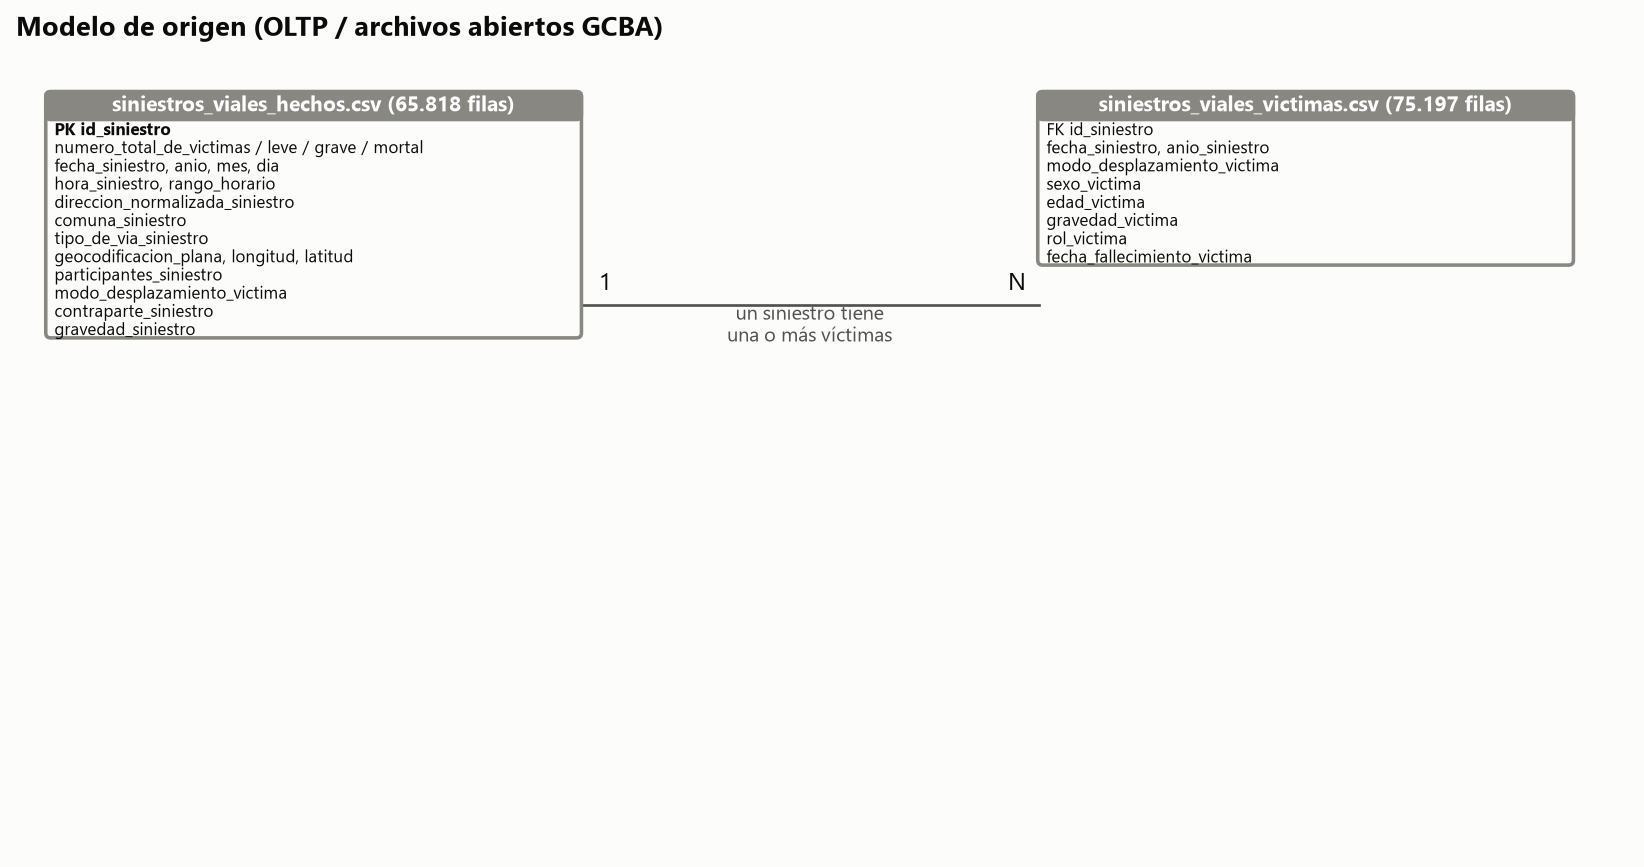 Modelo de origen (OLTP / archivos abiertos GCBA)
siniestros_viales_hechos.csv (65.818 filas)
PK id_siniestro
numero_total_de_victimas / leve / grave / mortal
fecha_siniestro, anio, mes, dia
hora_siniestro, rango_horario
direccion_normalizada_siniestro
comuna_siniestro
tipo_de_via_siniestro
geocodificacion_plana, longitud, latitud
participantes_siniestro
modo_desplazamiento_victima
contraparte_siniestro
gravedad_siniestro
1
N
un siniestro tiene
una o más víctimas
siniestros_viales_victimas.csv (75.197 filas)
FK id_siniestro
fecha_siniestro, anio_siniestro
modo_desplazamiento_victima
sexo_victima
edad_victima
gravedad_victima
rol_victima
fecha_fallecimiento_victima